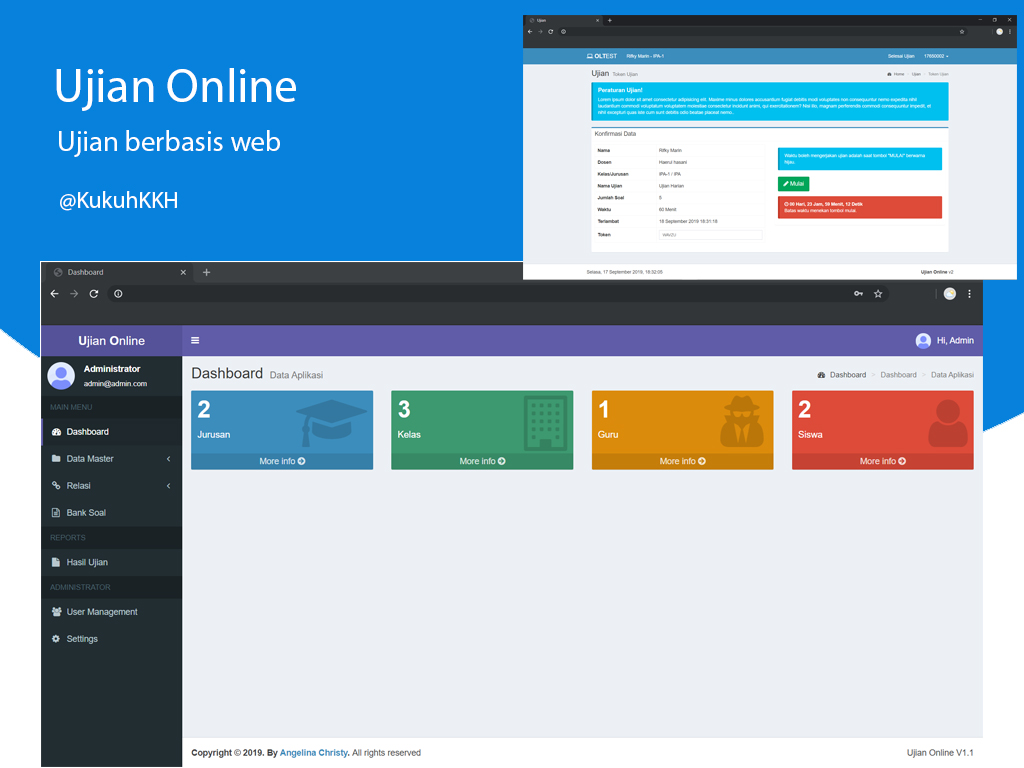 Ujian Online
Ujian berbasis web
@KukuhKKH
Ujian
OLTEST Rifky Marin - IPA-1 Selesai Ujian 17650002
Ujian Token Ujian Home Ujian Token Ujian
Peraturan Ujian!
Lorem ipsum dolor sit amet consectetur adipisicing elit. Maxime minus dolores accusantium fugiat debitis modi voluptates non consequuntur nemo expedita nihil
laudantium commodi voluptatum voluptatem molestiae consectetur incidunt animi, qui exercitationem? Nisi illo, magnam perferendis commodi consequuntur impedit, et
nihil excepturi quas iste cum sunt debitis odio beatae placeat nemo..
Konfirmasi Data
Nama Rifky Marin
Dosen Haerul hasani
Kelas/Jurusan IPA-1 / IPA
Nama Ujian Ujian Harian
Jumlah Soal 5
Waktu 60 Menit
Terlambat 18 September 2019 18:31:18
Token
Waktu boleh mengerjakan ujian adalah saat tombol "MULAI" berwarna
hijau.
Mulai
00 Hari, 23 Jam, 59 Menit, 12 Detik
Batas waktu menekan tombol mulai.
Selasa, 17 September 2019, 18:32:05 Ujian Online v2
Dashboard
Ujian Online Hi, Admin
Administrator
admin@admin.com
MAIN MENU
Dashboard
Data Master
Relasi
Bank Soal
REPORTS
Hasil Ujian
ADMINISTRATOR
User Management
Settings
Dashboard Data Aplikasi Dashboard > Dashboard > Data Aplikasi
2
Jurusan
More info
3
Kelas
More info
1
Guru
More info
2
Siswa
More info
Copyright © 2019. By Angelina Christy. All rights reserved Ujian Online V1.1